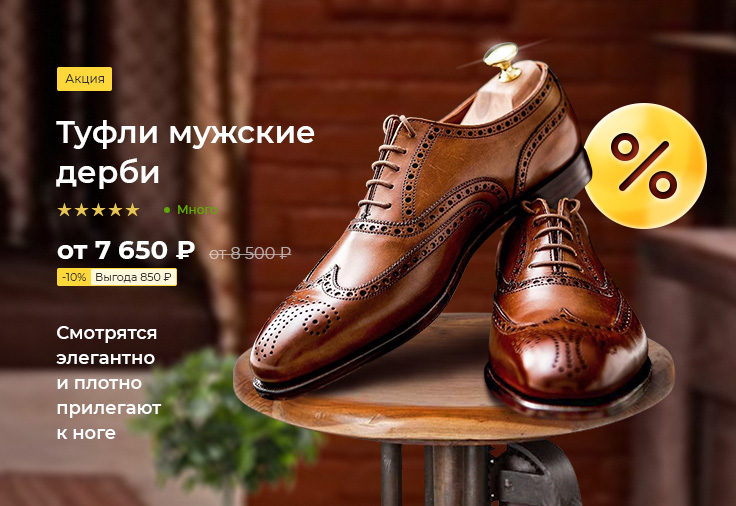 Акция
Туфли мужские
дерби
Много
от 7 650 ₽ от 8 500 ₽
-10% Выгода 850 ₽
%
Смотрятся
элегантно
и плотно
прилегают
к ноге